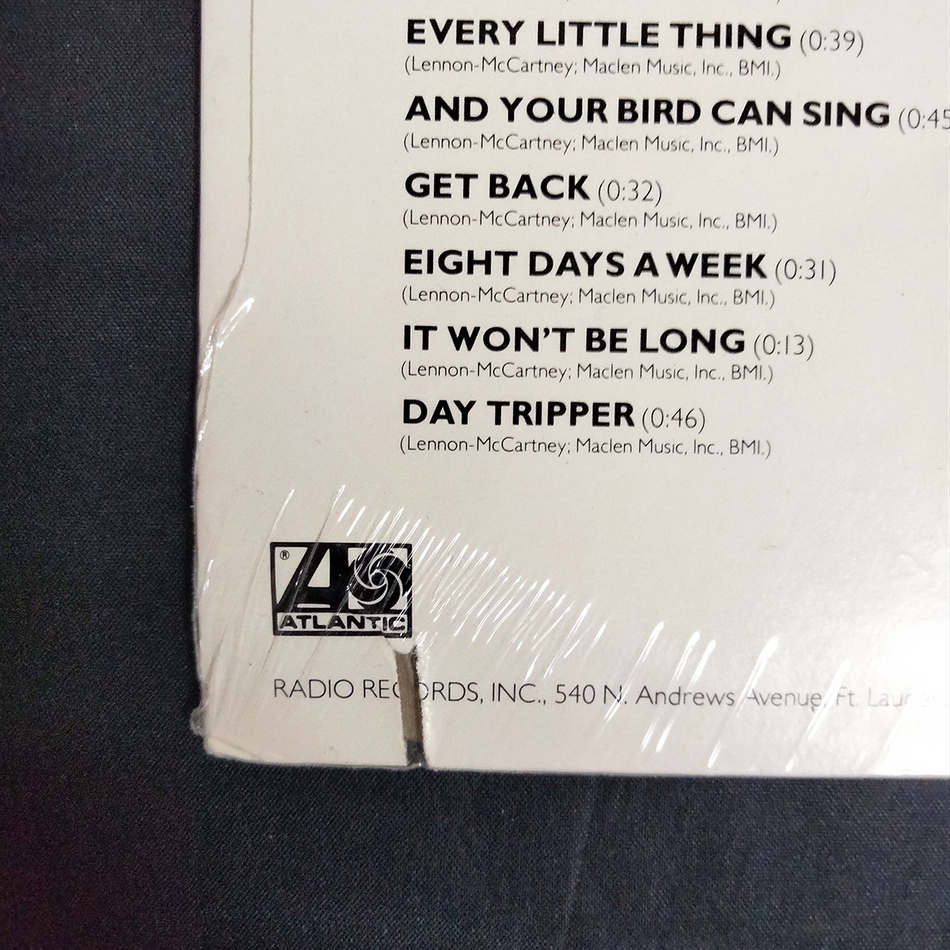 EVERY LITTLE THING (0:39)
(Lennon-McCartney; Maclen Music, Inc., BMI.)
AND YOUR BIRD CAN SING (0:45
(Lennon-McCartney; Maclen Music, Inc., BMI.)
GET BACK (0:32)
(Lennon-McCartney; Maclen Music, Inc., BMI.)
EIGHT DAYS A WEEK (0:31)
(Lennon-McCartney; Maclen Music, Inc., BMI.)
IT WON'T BE LONG (0:13)
(Lennon-McCartney; Maclen Music, Inc., BMI.)
DAY TRIPPER (0:46)
(Lennon-McCartney; Maclen Music, Inc., BMI.)
®
ATLANTIC
RADIO RECORDS, INC., 540 N. Andrews Avenue, Ft.